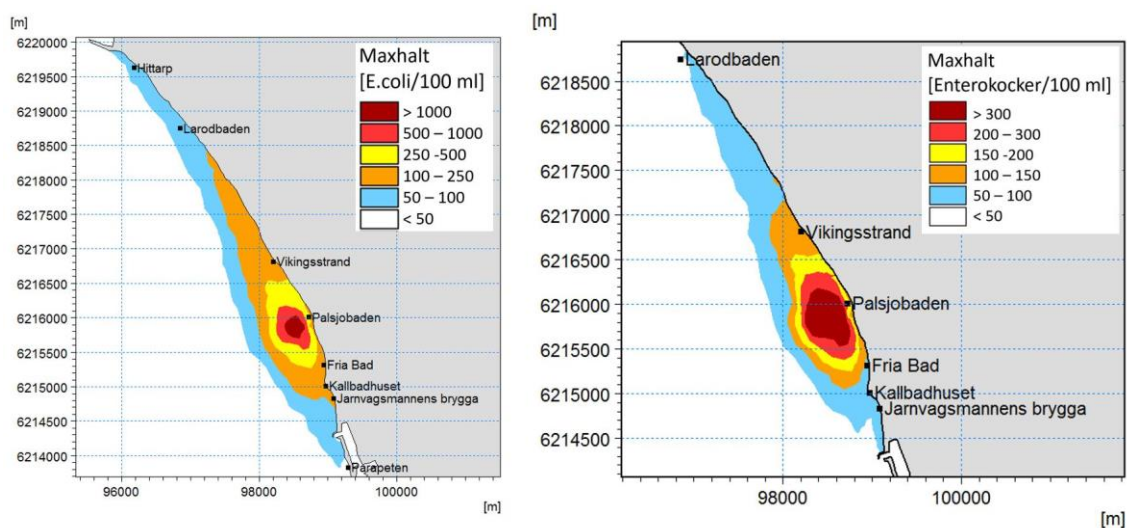 [m]
6220000
6219500
6219000
6218500
6218000
6217500
6217000
6216500
6216000
6215500
6215000
6214500
6214000
96000
98000
100000
[m]
Maxhalt
[E.coli/100 ml]
> 1000
500 – 1000
250 -500
100 – 250
50 – 100
< 50
Hittarp
Larodbaden
Vikingsstrand
Palsjobaden
Fria Bad
Kallbadhuset
Jarnvagsmannens brygga
Parapeten
[m]
6218500
6218000
6217500
6217000
6216500
6216000
6215500
6215000
6214500
98000
100000
[m]
Maxhalt
[Enterokocker/100 ml]
> 300
200 – 300
150 -200
100 – 150
50 – 100
< 50
Larodbaden
Vikingsstrand
Palsjobaden
Fria Bad
Kallbadhuset
Jarnvagsmannens brygga